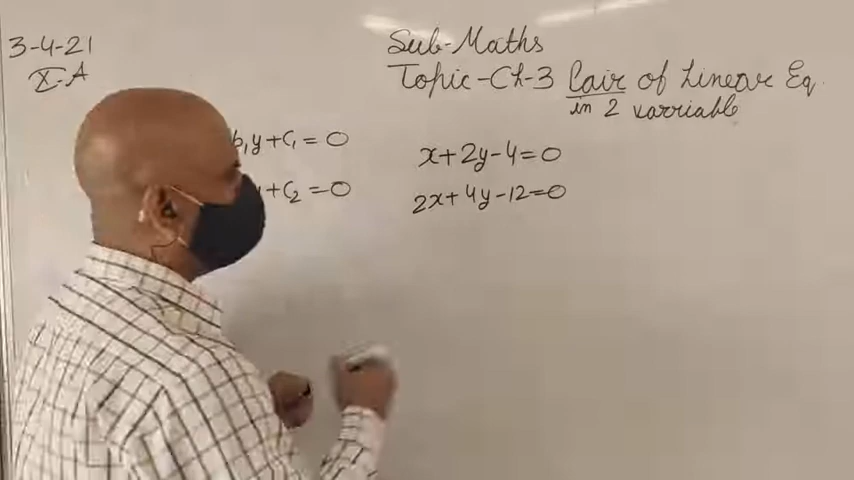 3-4-21
X-A
Sub-Maths
Topic-Ch-3 Pair of Linear Eq.
in 2 varriable
b₁y+C₁=0
+C₂=0
x+2y-4=0
2x+4y-12=0